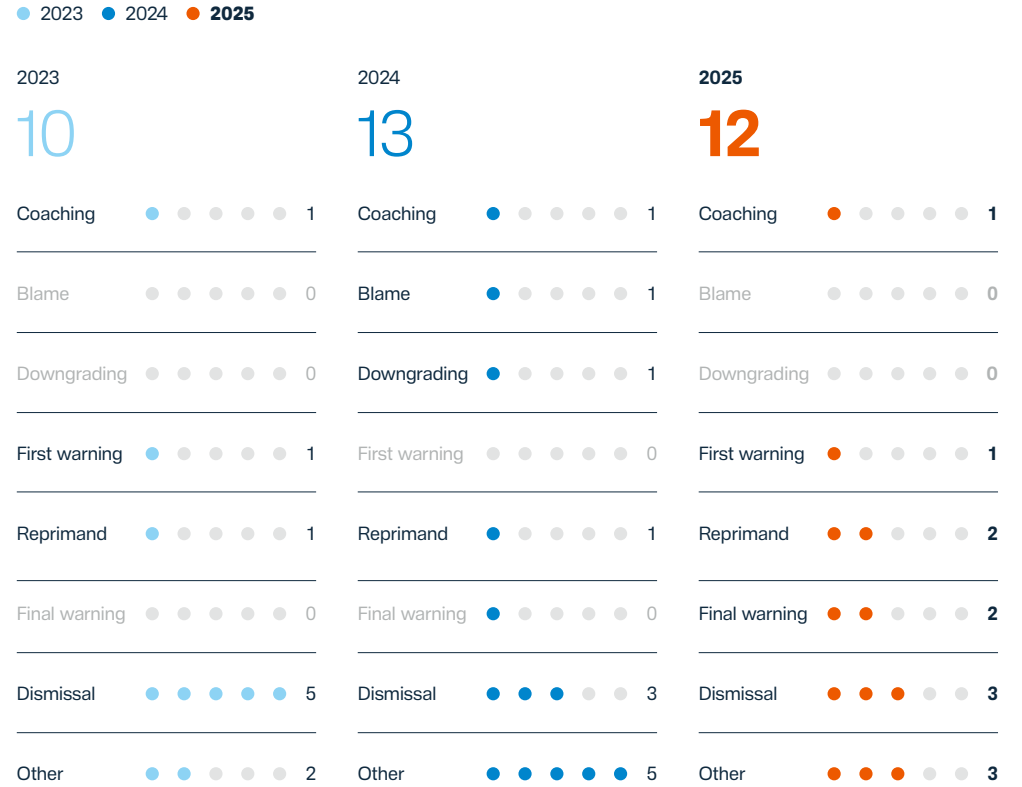 2023 2024 2025
2023 2024 2025
10 13 12
Coaching 1 Coaching 1 Coaching 1
Blame 0 Blame 1 Blame 0
Downgrading 0 Downgrading 1 Downgrading 0
First warning 1 First warning 0 First warning 1
Reprimand 1 Reprimand 1 Reprimand 2
Final warning 0 Final warning 0 Final warning 2
Dismissal 5 Dismissal 3 Dismissal 3
Other 2 Other 5 Other 3